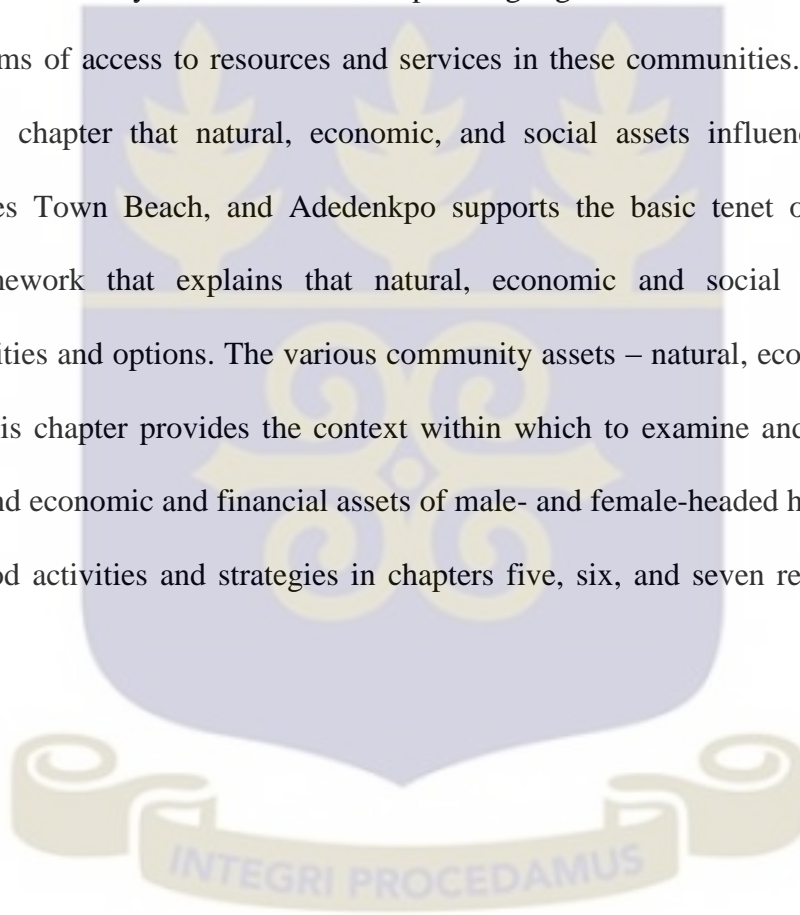 ms of access to resources and services in these communities.
chapter that natural, economic, and social assets influen
es Town Beach, and Adedenkpo supports the basic tenet o
nework that explains that natural, economic and social
ities and options. The various community assets – natural, eco
is chapter provides the context within which to examine and
nd economic and financial assets of male- and female-headed h
od activities and strategies in chapters five, six, and seven re
INTEGRI PROCEDAMUS